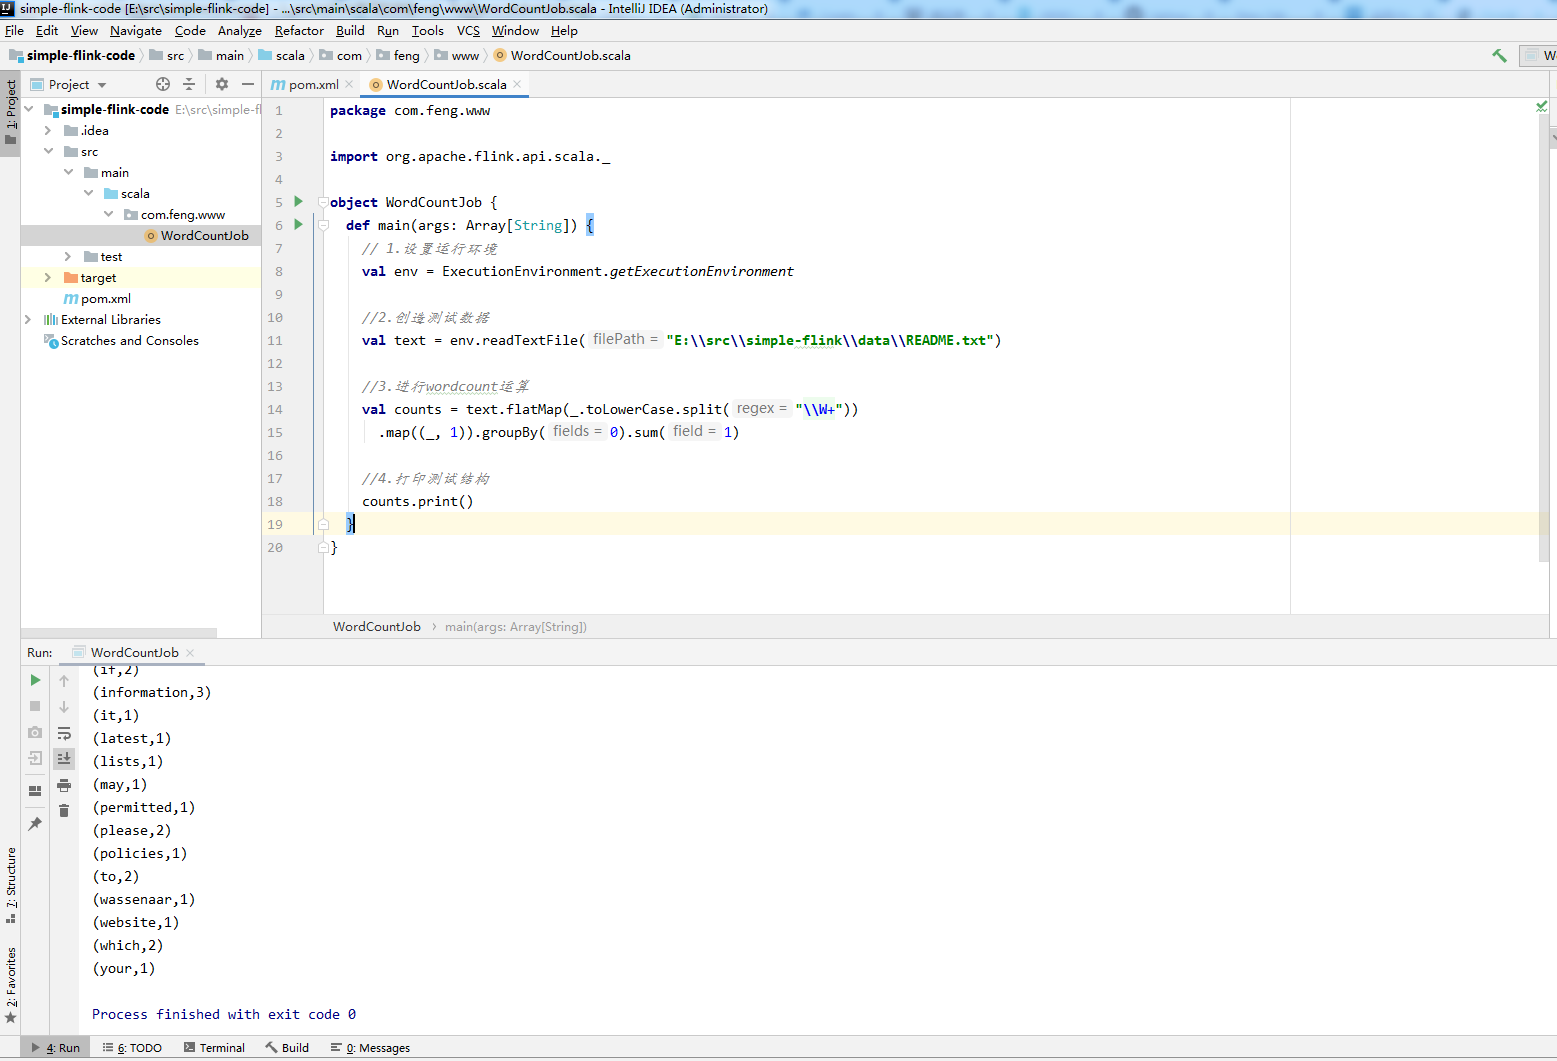 simple-flink-code [E:\src\simple-flink-code] - ...\src\main\scala\com\feng\www\WordCountJob.scala - IntelliJ IDEA (Administrator)
File Edit View Navigate Code Analyze Refactor Build Run Tools VCS Window Help
simple-flink-code src main scala com feng www WordCountJob.scala
1: Project
Project
pom.xml
WordCountJob.scala
simple-flink-code E:\src\simple-fl
.idea
src
main
scala
com.feng.www
WordCountJob
test
target
pom.xml
External Libraries
Scratches and Consoles
1 package com.feng.www
2
3 import org.apache.flink.api.scala._
4
5 object WordCountJob {
6 def main(args: Array[String]) {
7 // 1.设置运行环境
8 val env = ExecutionEnvironment.getExecutionEnvironment
9
10 //2.创造测试数据
11 val text = env.readTextFile( filePath = "E:\\src\\simple-flink\\data\\README.txt")
12
13 //3.进行wordcount运算
14 val counts = text.flatMap(_.toLowerCase.split( regex = "\\W+"))
15 .map((_, 1)).groupBy( fields = 0).sum( field = 1)
16
17 //4.打印测试结构
18 counts.print()
19 }
20 }
WordCountJob main(args: Array[String])
Run: WordCountJob
(if,2)
(information,3)
(it,1)
(latest,1)
(lists,1)
(may,1)
(permitted,1)
(please,2)
(policies,1)
(to,2)
(wassenaar,1)
(website,1)
(which,2)
(your,1)
Process finished with exit code 0
7: Structure
2: Favorites
4: Run 6: TODO Terminal Build 0: Messages